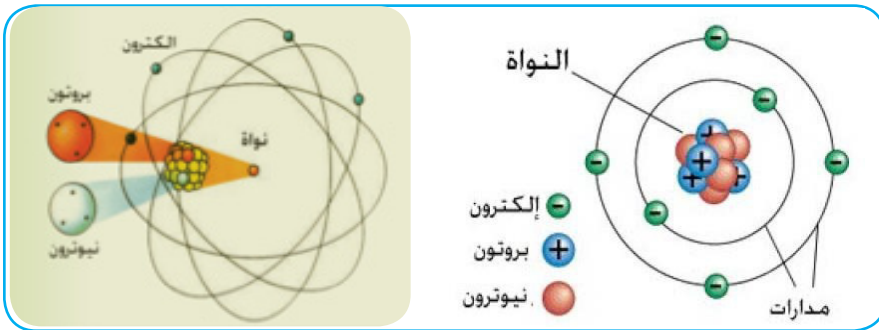 النواة
إلكترون
بروتون
نيوترون
مدارات
الكترون
بروتون
نواة
نيوترون